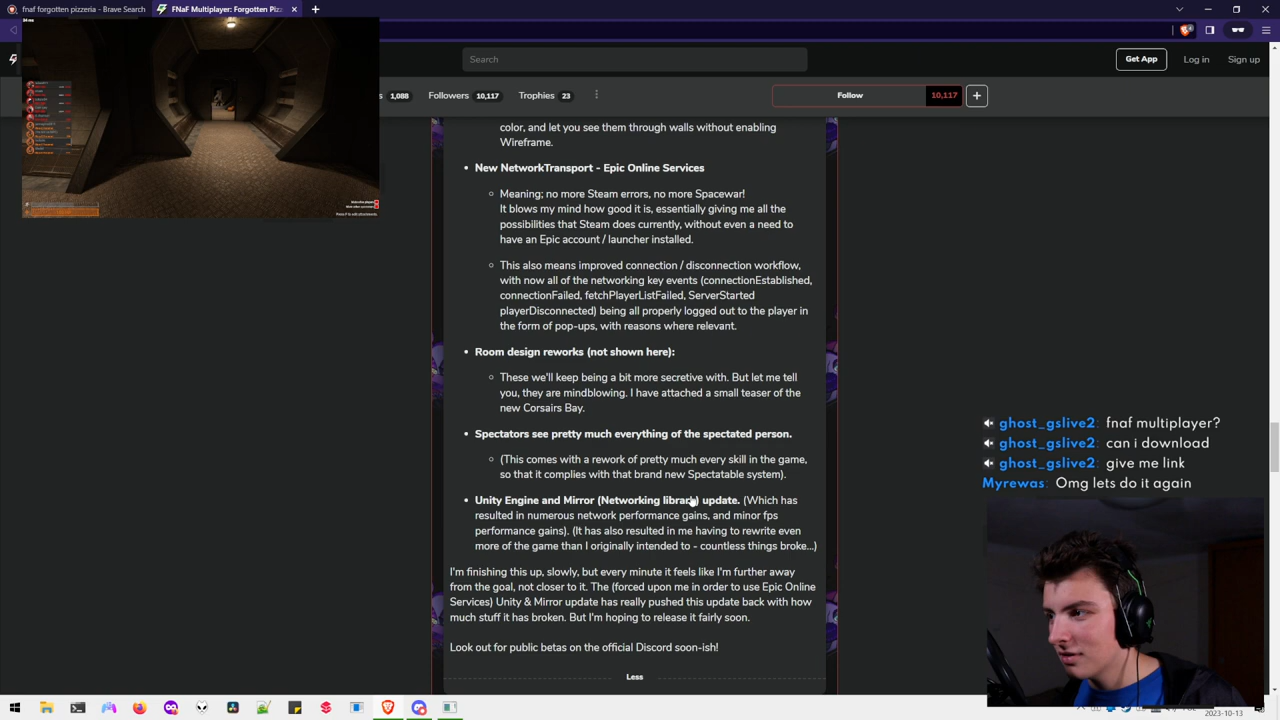 fnaf forgotten pizzeria - Brave Search
Fnaf Multiplayer: Forgotten Pizz
Search
Get App
Log in
Sign up
s 1,088
Followers 10,117
Trophies 23
Follow 10,117
color, and let you see them through walls without enabling
Wireframe.
New NetworkTransport - Epic Online Services
Meaning; no more Steam errors, no more Spacewar!
It blows my mind how good it is, essentially giving me all the
possibilities that Steam does currently, without even a need to
have an Epic account / launcher installed.
This also means improved connection / disconnection workflow,
with now all of the networking key events (connectionEstablished,
connectionFailed, fetchPlayerListFailed, ServerStarted
playerDisconnected) being all properly logged out to the player in
the form of pop-ups, with reasons where relevant.
Room design reworks (not shown here):
These we'll keep being a bit more secretive with. But let me tell
you, they are mindblowing. I have attached a small teaser of the
new Corsairs Bay.
Spectators see pretty much everything of the spectated person.
(This comes with a rework of pretty much every skill in the game,
so that it complies with that brand new Spectatable system).
Unity Engine and Mirror (Networking library) update. (Which has
resulted in numerous network performance gains, and minor fps
performance gains). (It has also resulted in me having to rewrite even
more of the game than I originally intended to - countless things broke...)
I'm finishing this up, slowly, but every minute it feels like I'm further away
from the goal, not closer to it. The (forced upon me in order to use Epic Online
Services) Unity & Mirror update has really pushed this update back with how
much stuff it has broken. But I'm hoping to release it fairly soon.
Look out for public betas on the official Discord soon-ish!
Less
ghost_gslive2: fnaf multiplayer?
ghost_gslive2: can i download
ghost_gslive2: give me link
Myrewas: Omg lets do it again
2023-10-13